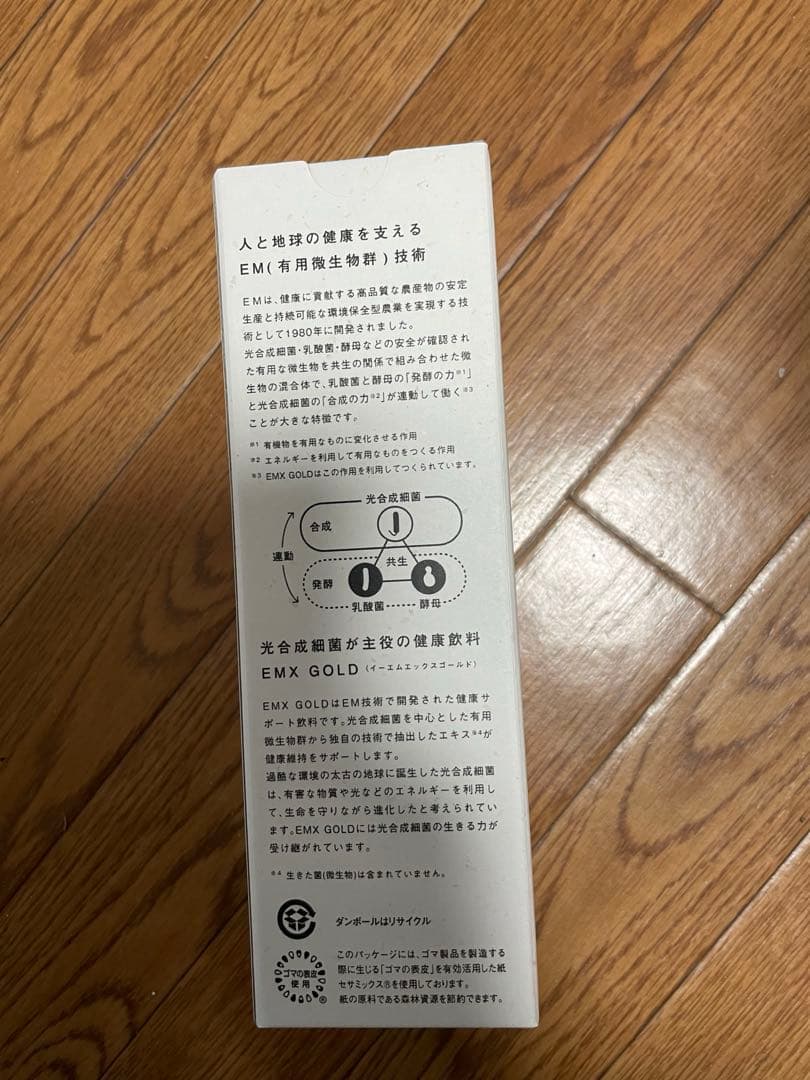 人と地球の健康を支える
EM(有用微生物群)技術
EMは、健康に貢献する高品質な農産物の安定
生産と持続可能な環境保全型農業を実現する技
術として1980年に開発されました。
光合成細菌・乳酸菌・酵母などの安全が確認され
た有用な微生物を共生の関係で組み合わせた微
生物の混合体で、乳酸菌と酵母の「発酵の力※1」
と光合成細菌の「合成の力※2」が連動して働く※3
ことが大きな特徴です。
※1 有機物を有用なものに変化させる作用
※2 エネルギーを利用して有用なものをつくる作用
※3 EMX GOLDはこの作用を利用してつくられています。
光合成細菌
合成
連動
共生
発酵
乳酸菌
酵母
光合成細菌が主役の健康飲料
EMX GOLD (イーエムエックスゴールド)
EMX GOLDはEM技術で開発された健康サ
ポート飲料です。光合成細菌を中心とした有用
微生物群から独自の技術で抽出したエキス※4が
健康維持をサポートします。
過酷な環境の太古の地球に誕生した光合成細菌
は、有害な物質や光などのエネルギーを利用し
て、生命を守りながら進化したと考えられてい
ます。EMX GOLDには光合成細菌の生きる力が
受け継がれています。
※4 生きた菌(微生物)は含まれていません。
ダンボールはリサイクル
ゴマの表皮
使用
®
このパッケージには、ゴマ製品を製造する
際に生じる「ゴマの表皮」を有効活用した紙
セサミックス®を使用しております。
紙の原料である森林資源を節約できます。